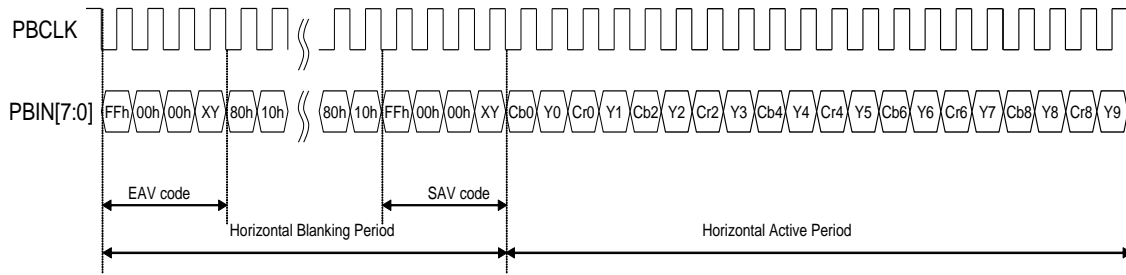 PBCLK
PBIN[7:0] FFh 00h 00h XY 80h 10h 80h 10h FFh 00h 00h XY Cb0 Y0 Cr0 Y1 Cb2 Y2 Cr2 Y3 Cb4 Y4 Cr4 Y5 Cb6 Y6 Cr6 Y7 Cb8 Y8 Cr8 Y9
EAV code SAV code
Horizontal Blanking Period Horizontal Active Period